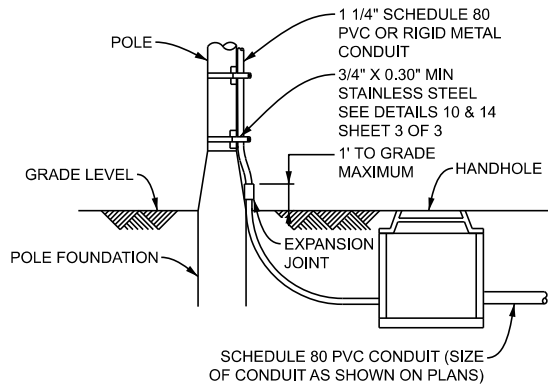 POLE
1 1/4" SCHEDULE 80
PVC OR RIGID METAL
CONDUIT
3/4" X 0.30" MIN
STAINLESS STEEL
SEE DETAILS 10 & 14
SHEET 3 OF 3
1' TO GRADE
MAXIMUM
HANDHOLE
GRADE LEVEL
EXPANSION
JOINT
POLE FOUNDATION
SCHEDULE 80 PVC CONDUIT (SIZE
OF CONDUIT AS SHOWN ON PLANS)